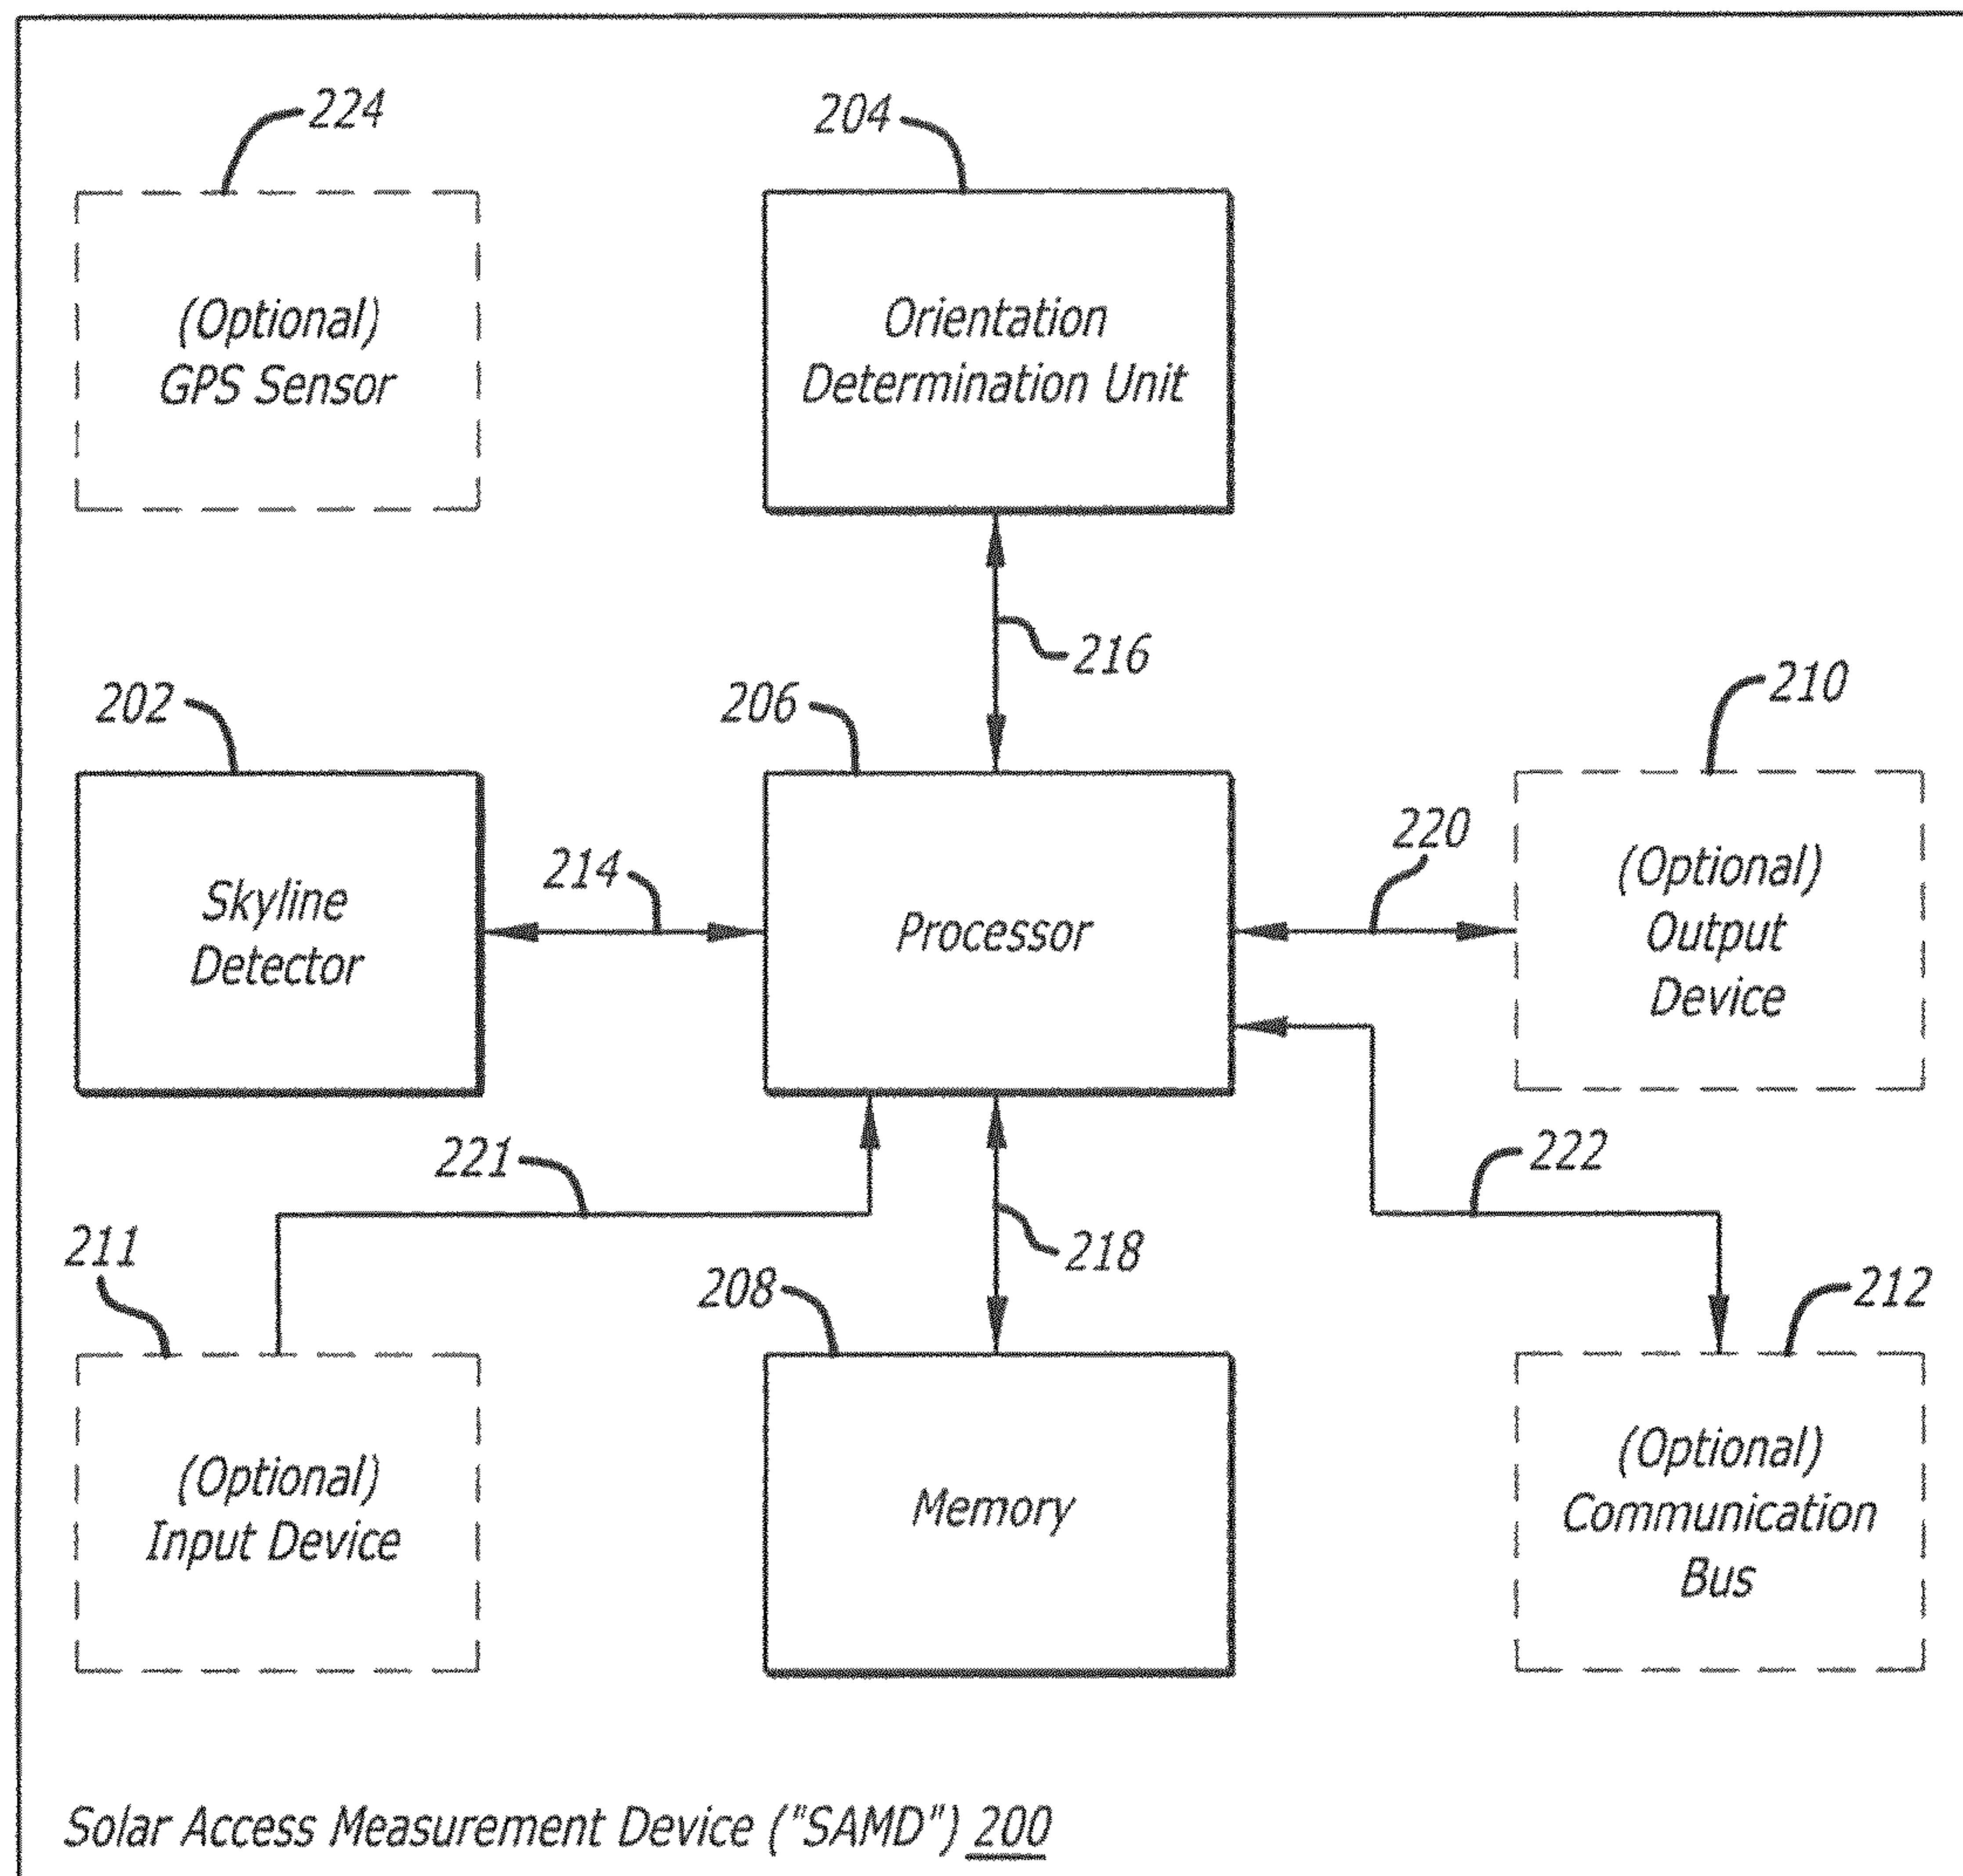 224
204
(Optional)
GPS Sensor
Orientation
Determination Unit
216
202
206
210
214
220
Skyline
Detector
Processor
(Optional)
Output
Device
221
222
211
218
208
212
(Optional)
Input Device
Memory
(Optional)
Communication
Bus
Solar Access Measurement Device ("SAMD") 200